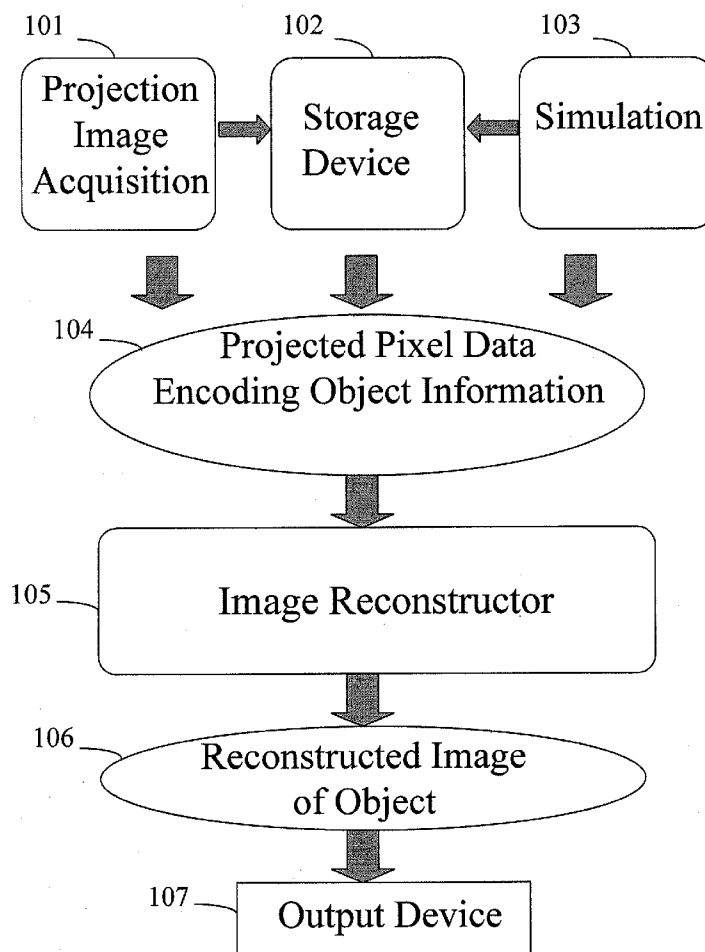 101
102
103
Projection
Image
Acquisition
Storage
Device
Simulation
104
Projected Pixel Data
Encoding Object Information
105
Image Reconstructor
106
Reconstructed Image
of Object
107
Output Device